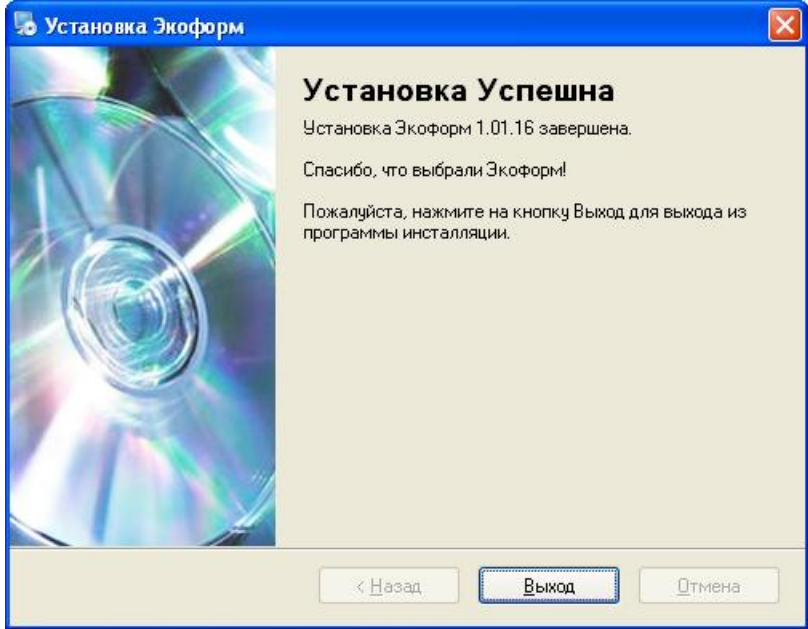 Установка Экоформ
Установка Успешна
Установка Экоформ 1.01.16 завершена.
Спасибо, что выбрали Экоформ!
Пожалуйста, нажмите на кнопку Выход для выхода из
программы инсталляции.
< Назад
Выход
Отмена